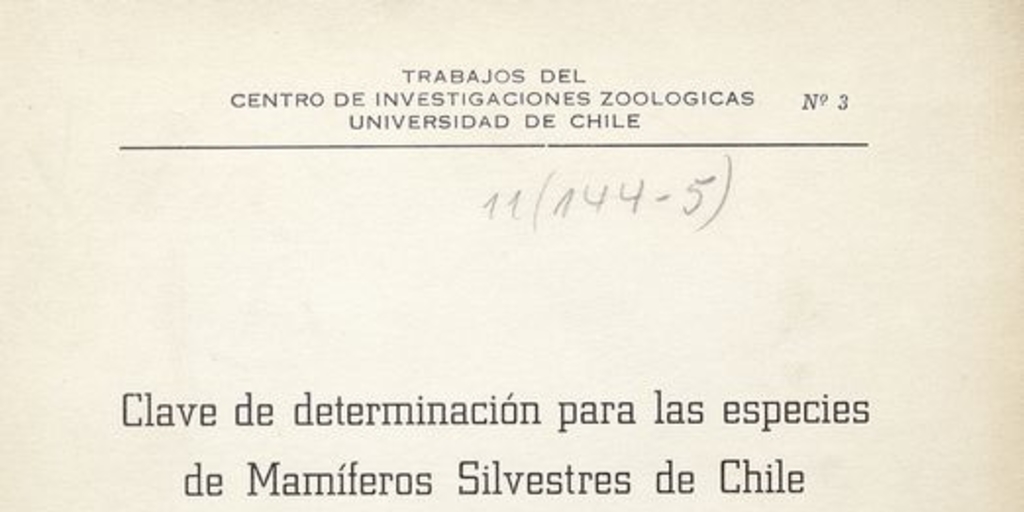 TRABAJOS DEL
CENTRO DE INVESTIGACIONES ZOOLOGICAS Nº 3
UNIVERSIDAD DE CHILE
11(144-5)
Clave de determinación para las especies
de Mamíferos Silvestres de Chile